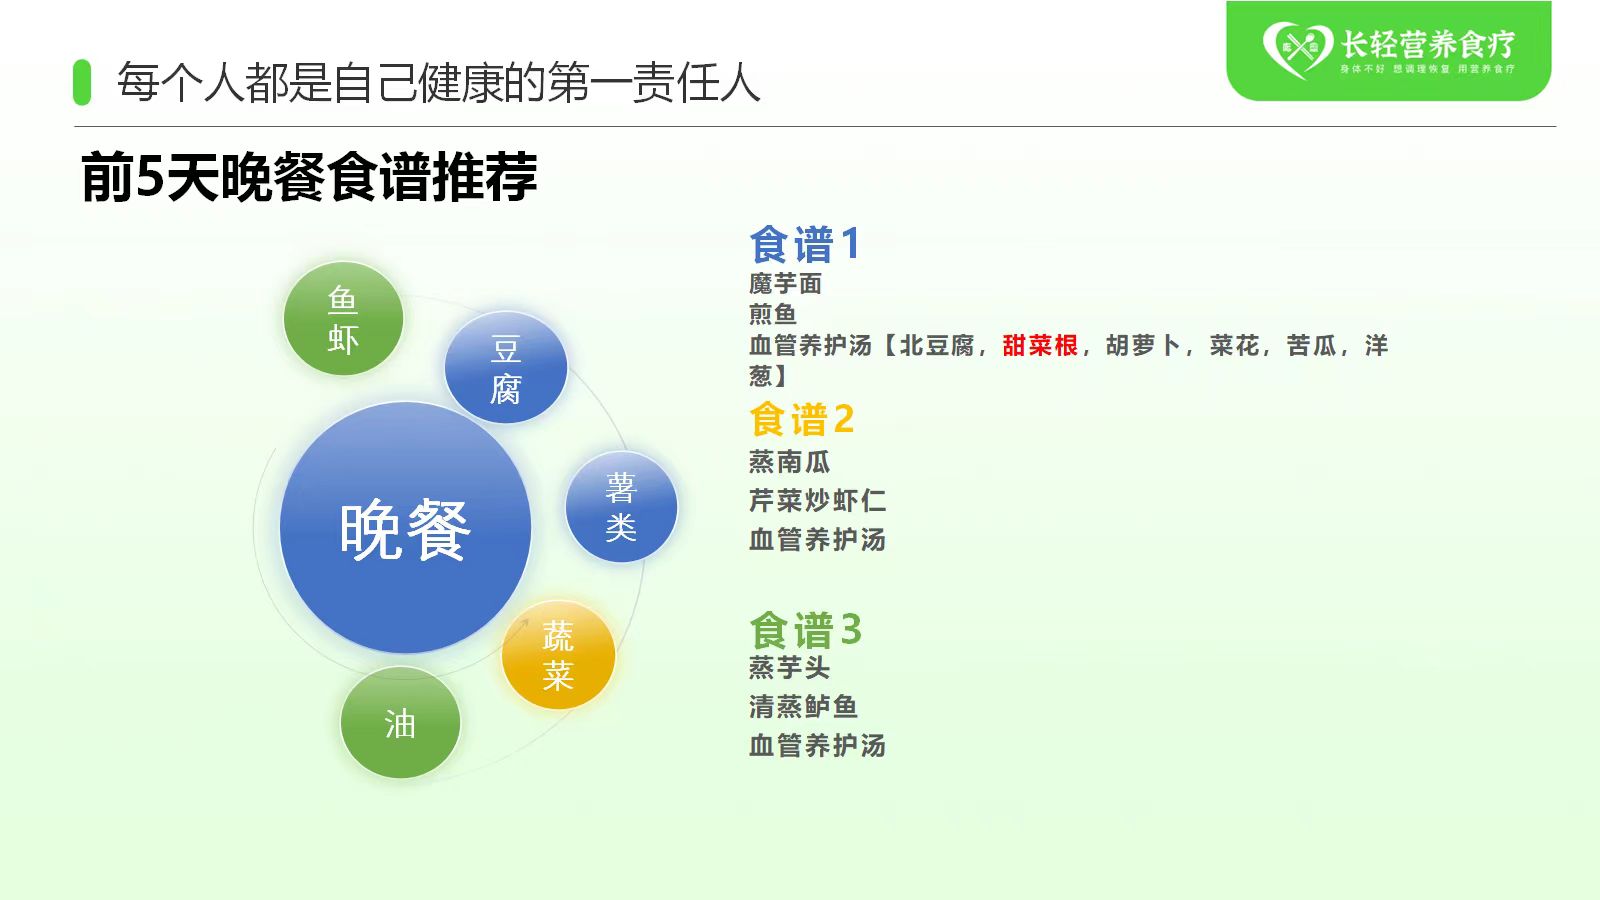 每个人都是自己健康的第一责任人
长轻营养食疗
身体不好 想调理恢复 用营养食疗
前5天晚餐食谱推荐
鱼
虾
豆
腐
薯
类
晚餐
蔬
菜
油
食谱1
魔芋面
煎鱼
血管养护汤【北豆腐，甜菜根，胡萝卜，菜花，苦瓜，洋
葱】
食谱2
蒸南瓜
芹菜炒虾仁
血管养护汤
食谱3
蒸芋头
清蒸鲈鱼
血管养护汤